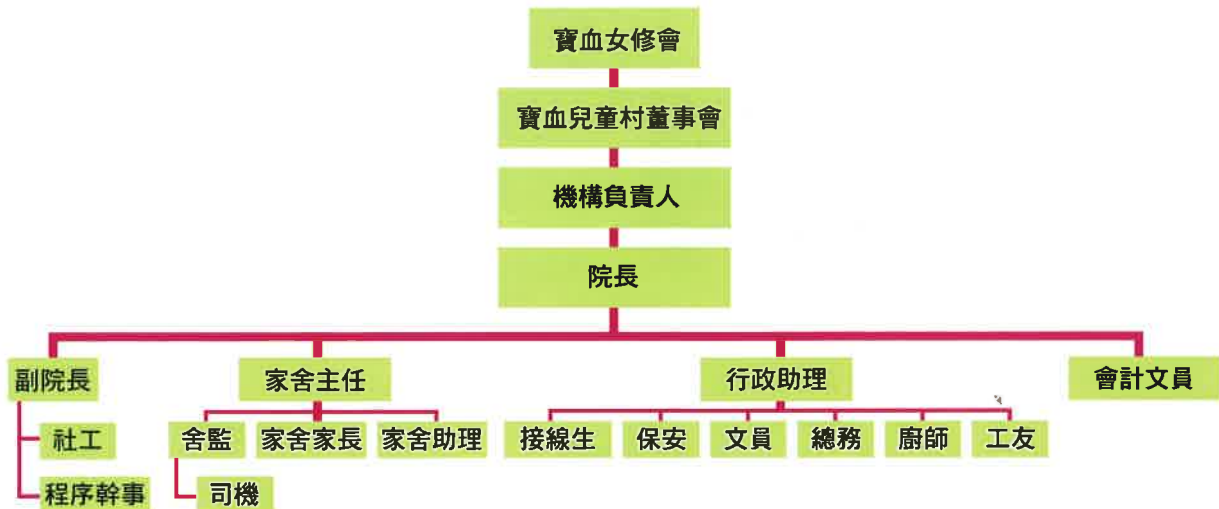 寶血女修會
寶血兒童村董事會
機構負責人
院長
副院長
家舍主任
行政助理
會計文員
社工
舍監
家舍家長
家舍助理
接線生
保安
文員
總務
廚師
工友
程序幹事
司機